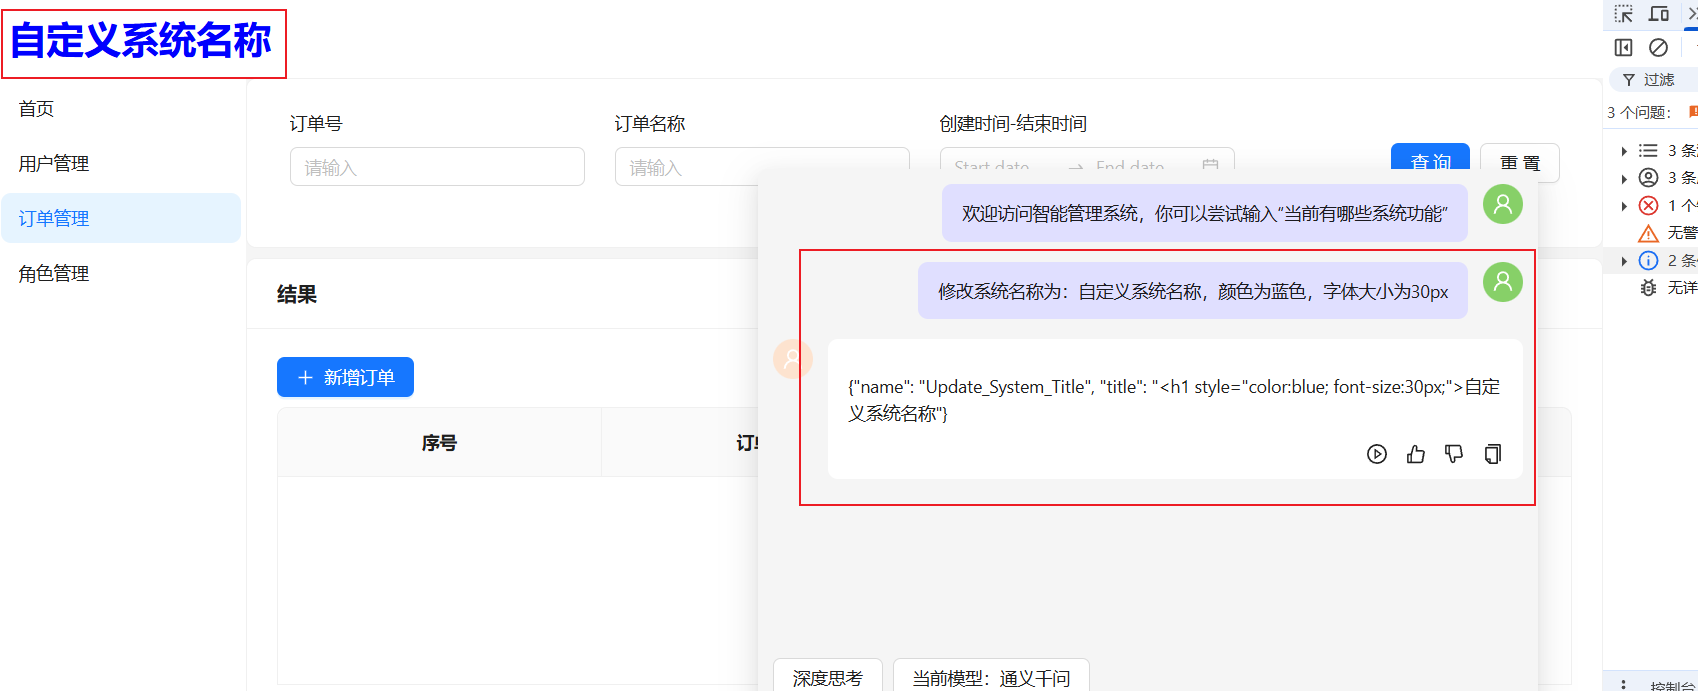 自定义系统名称
首页
用户管理
订单管理
角色管理
订单号
请输入
订单名称
请输入
创建时间-结束时间
Start date → End date
查 询
重 置
结果
+ 新增订单
序号
欢迎访问智能管理系统，你可以尝试输入“当前有哪些系统功能”
修改系统名称为：自定义系统名称，颜色为蓝色，字体大小为30px
{"name": "Update_System_Title", "title": "<h1 style="color:blue; font-size:30px;">自定
义系统名称"}
深度思考
当前模型：通义千问
过滤
3 个问题：
3 条
3 条
1 个
无警
2 条
无详
控制台